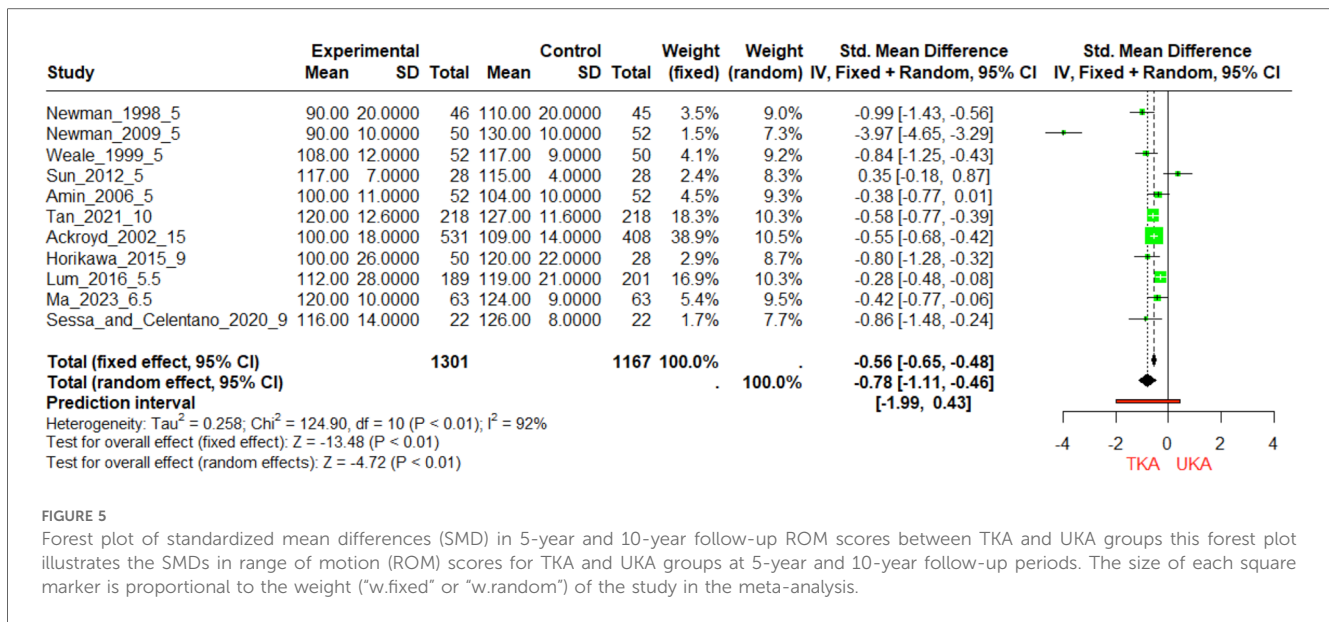 Experimental Control Weight Weight Std. Mean Difference Std. Mean Difference
Study Mean SD Total Mean SD Total (fixed) (random) IV, Fixed + Random, 95% CI IV, Fixed + Random, 95% CI
Newman_1998_5 90.00 20.0000 46 110.00 20.0000 45 3.5% 9.0% -0.99 [-1.43, -0.56]
Newman_2009_5 90.00 10.0000 50 130.00 10.0000 52 1.5% 7.3% -3.97 [-4.65, -3.29]
Weale_1999_5 108.00 12.0000 52 117.00 9.0000 50 4.1% 9.2% -0.84 [-1.25, -0.43]
Sun_2012_5 117.00 7.0000 28 115.00 4.0000 28 2.4% 8.3% 0.35 [-0.18, 0.87]
Amin_2006_5 100.00 11.0000 52 104.00 10.0000 52 4.5% 9.3% -0.38 [-0.77, 0.01]
Tan_2021_10 120.00 12.6000 218 127.00 11.6000 218 18.3% 10.3% -0.58 [-0.77, -0.39]
Ackroyd_2002_15 100.00 18.0000 531 109.00 14.0000 408 38.9% 10.5% -0.55 [-0.68, -0.42]
Horikawa_2015_9 100.00 26.0000 50 120.00 22.0000 28 2.9% 8.7% -0.80 [-1.28, -0.32]
Lum_2016_5.5 112.00 28.0000 189 119.00 21.0000 201 16.9% 10.3% -0.28 [-0.48, -0.08]
Ma_2023_6.5 120.00 10.0000 63 124.00 9.0000 63 5.4% 9.5% -0.42 [-0.77, -0.06]
Sessa_and_Celentano_2020_9 116.00 14.0000 22 126.00 8.0000 22 1.7% 7.7% -0.86 [-1.48, -0.24]
Total (fixed effect, 95% CI) 1301 1167 100.0% . -0.56 [-0.65, -0.48]
Total (random effect, 95% CI) . 100.0% -0.78 [-1.11, -0.46]
Prediction interval [-1.99, 0.43]
Heterogeneity: Tau² = 0.258; Chi² = 124.90, df = 10 (P < 0.01); I² = 92%
Test for overall effect (fixed effect): Z = -13.48 (P < 0.01)
Test for overall effect (random effects): Z = -4.72 (P < 0.01)
-4 -2 0 2 4
TKA UKA
FIGURE 5
Forest plot of standardized mean differences (SMD) in 5-year and 10-year follow-up ROM scores between TKA and UKA groups this forest plot
illustrates the SMDs in range of motion (ROM) scores for TKA and UKA groups at 5-year and 10-year follow-up periods. The size of each square
marker is proportional to the weight ("w.fixed" or "w.random") of the study in the meta-analysis.